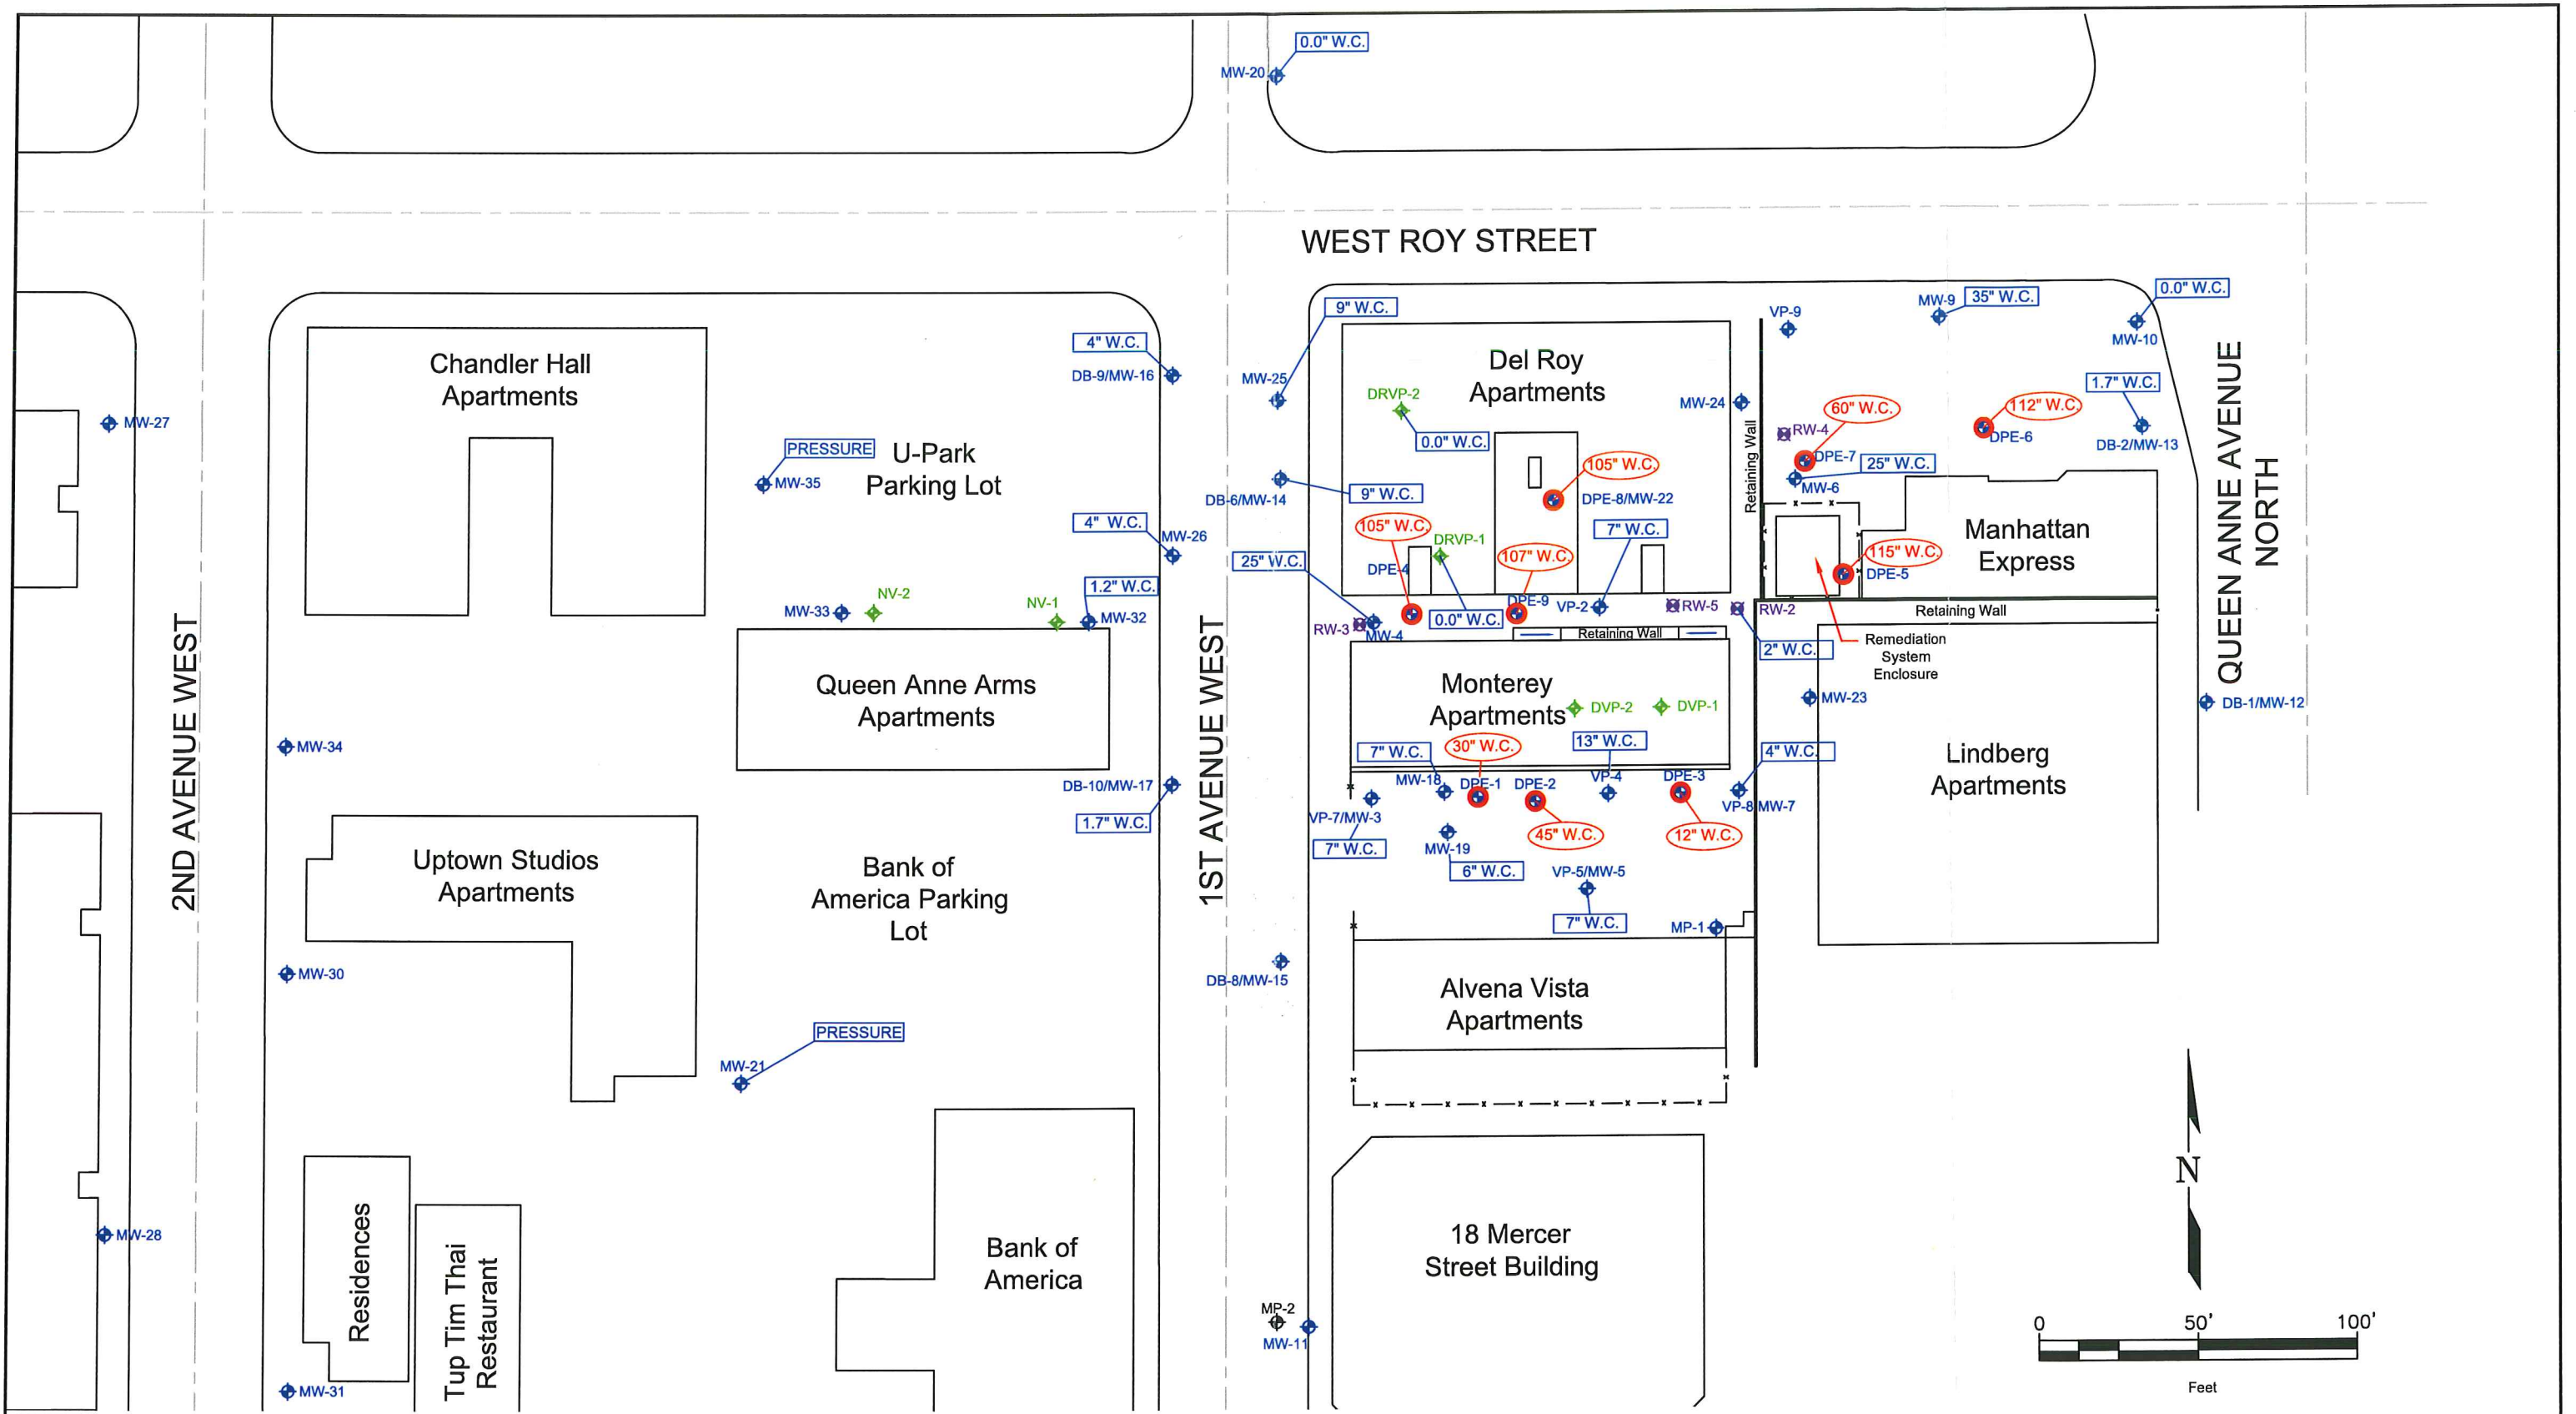 0.0" W.C.
MW-20
WEST ROY STREET
9" W.C.
4" W.C.
DB-9/MW-16
MW-25
Chandler Hall
Apartments
MW-27
PRESSURE
MW-35
U-Park
Parking Lot
DB-6/MW-14
9" W.C.
4" W.C.
MW-26
25" W.C.
1.2" W.C.
MW-33
NV-2
NV-1
MW-32
Del Roy
Apartments
DRVP-2
0.0" W.C.
105" W.C.
DPE-8/MW-22
105" W.C.
DRVP-1
107" W.C.
7" W.C.
DPE-4
DPE-9
VP-2
RW-5
RW-2
RW-3
MW-4
0.0" W.C.
Retaining Wall
2" W.C.
MW-24
Retaining Wall
VP-9
MW-9
35" W.C.
0.0" W.C.
MW-10
1.7" W.C.
DB-2/MW-13
60" W.C.
112" W.C.
RW-4
DPE-6
DPE-7
25" W.C.
MW-6
Manhattan
Express
115" W.C.
DPE-5
Retaining Wall
Remediation
System
Enclosure
QUEEN ANNE AVENUE
NORTH
2ND AVENUE WEST
1ST AVENUE WEST
Queen Anne Arms
Apartments
MW-34
DB-10/MW-17
1.7" W.C.
Monterey
Apartments
DVP-2
DVP-1
MW-23
DB-1/MW-12
7" W.C.
30" W.C.
13" W.C.
4" W.C.
MW-18
DPE-1
DPE-2
VP-4
DPE-3
VP-8/MW-7
VP-7/MW-3
7" W.C.
MW-19
6" W.C.
45" W.C.
12" W.C.
VP-5/MW-5
7" W.C.
MP-1
Lindberg
Apartments
Uptown Studios
Apartments
Bank of
America Parking
Lot
MW-30
DB-8/MW-15
Alvena Vista
Apartments
PRESSURE
MW-21
MW-28
Residences
Tup Tim Thai
Restaurant
Bank of
America
18 Mercer
Street Building
MP-2
MW-11
MW-31
N
0 50' 100'
Feet